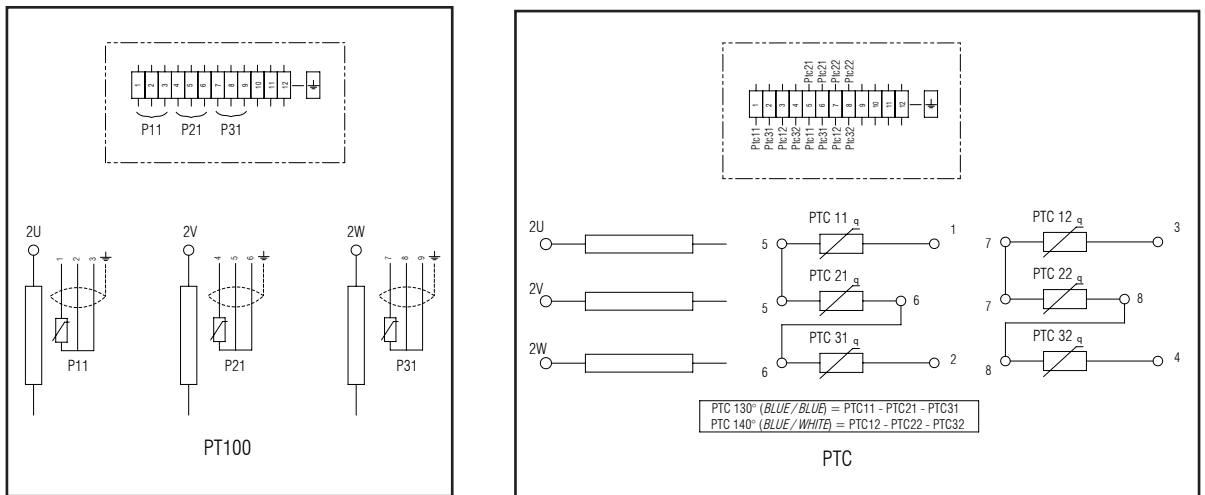 1 2 3 4 5 6 7 8 9 10 11 12
P11 P21 P31
2U 2V 2W
1 2 3 4 5 6 7 8 9
P11 P21 P31
PT100
Ptc21 Ptc21 Ptc22 Ptc22
1 2 3 4 5 6 7 8 9 10 11 12
Ptc11 Ptc31 Ptc12 Ptc32 Ptc11 Ptc31 Ptc12 Ptc32
2U 5 PTC 11 q 1 7 PTC 12 q 3
2V 5 PTC 21 q 6 7 PTC 22 q 8
2W 6 PTC 31 q 2 8 PTC 32 q 4
PTC 130° (BLUE / BLUE) = PTC11 - PTC21 - PTC31
PTC 140° (BLUE / WHITE) = PTC12 - PTC22 - PTC32
PTC